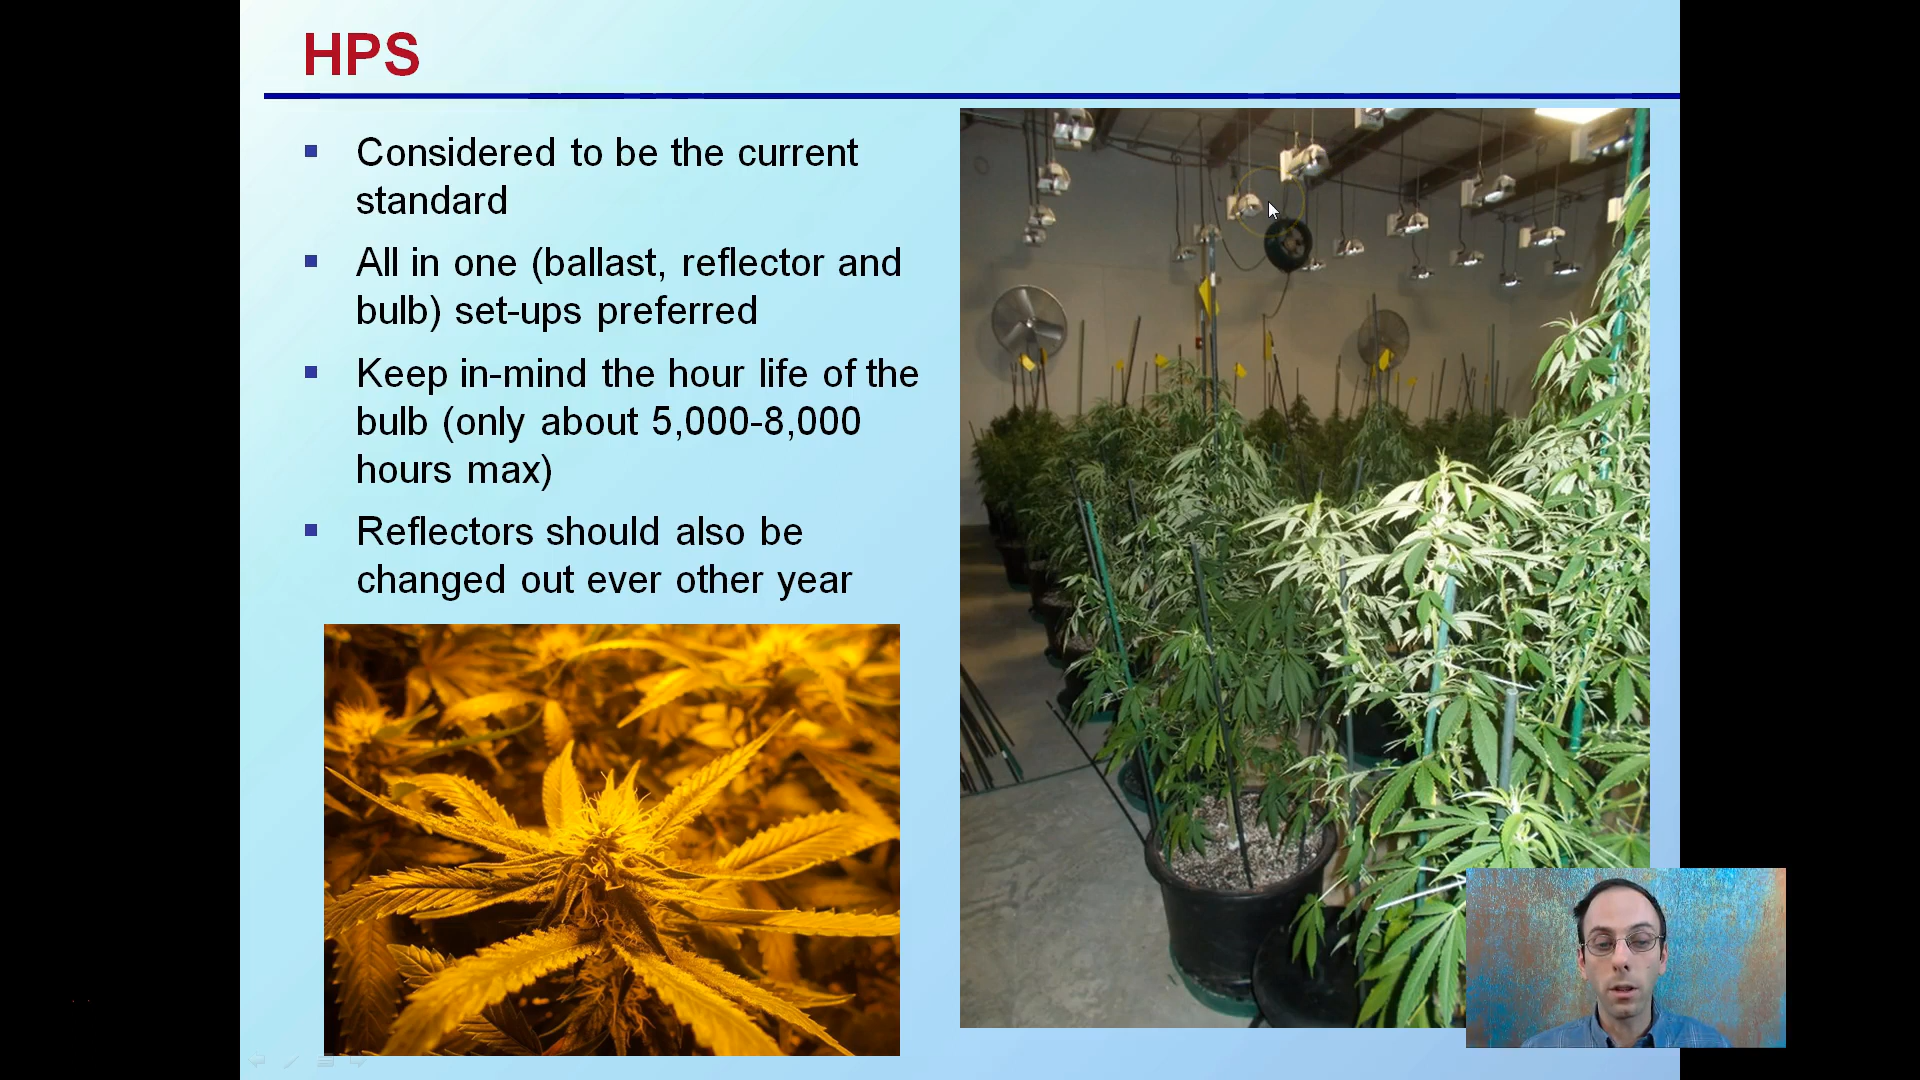 HPS
Considered to be the current
standard
All in one (ballast, reflector and
bulb) set-ups preferred
Keep in-mind the hour life of the
bulb (only about 5,000-8,000
hours max)
Reflectors should also be
changed out ever other year